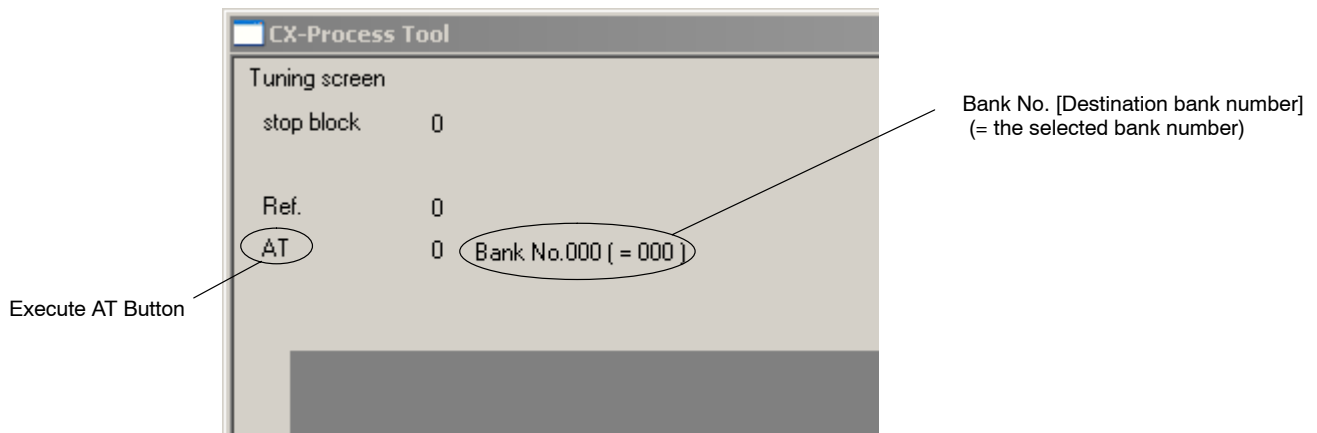 CX-Process Tool
Tuning screen
stop block 0
Bank No. [Destination bank number]
(= the selected bank number)
Ref. 0
AT 0 Bank No.000 ( = 000 )
Execute AT Button